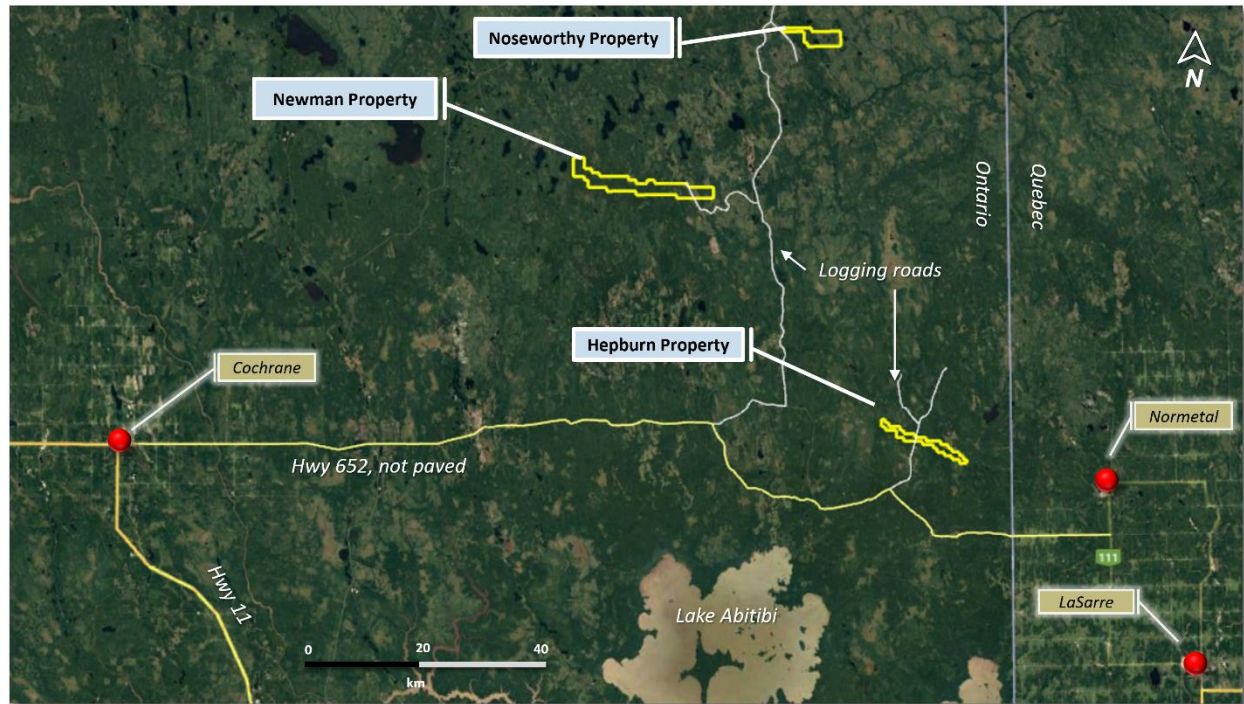 Noseworthy Property
N
Newman Property
Ontario
Quebec
Logging roads
Hepburn Property
Cochrane
Normetal
Hwy 652, not paved
111
Hwy 11
LaSarre
Lake Abitibi
0 20 40
km